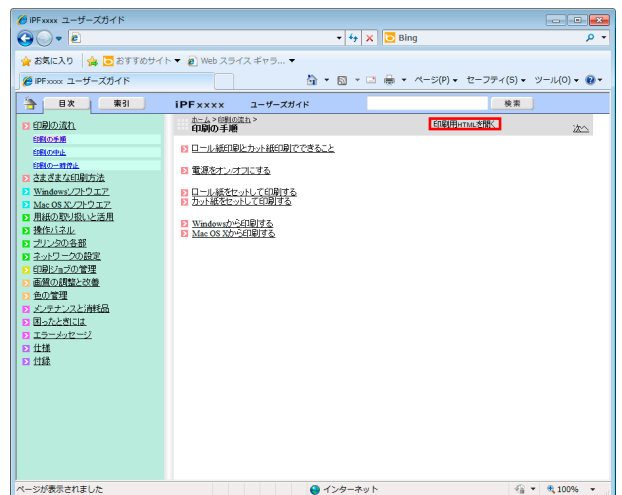 iPFxxxx ユーザーズガイド
Bing
お気に入り おすすめサイト Web スライス ギャラ...
iPFxxxx ユーザーズガイド
ページ(P) セーフティ(S) ツール(O)
目次 索引 iPFxxxx ユーザーズガイド 検索
ホーム > 印刷の流れ >
印刷の手順
印刷用HTMLを開く
次へ
印刷の流れ
印刷の手順
印刷の中止
印刷の一時停止
さまざまな印刷方法
Windowsソフトウエア
Mac OS Xソフトウエア
用紙の取り扱いと活用
操作パネル
プリンタの各部
ネットワークの設定
印刷ジョブの管理
画質の調整と改善
色の管理
メンテナンスと消耗品
困ったときには
エラーメッセージ
仕様
付録
ロール紙印刷とカット紙印刷でできること
電源をオン/オフにする
ロール紙をセットして印刷する
カット紙をセットして印刷する
Windowsから印刷する
Mac OS Xから印刷する
ページが表示されました インターネット 100%